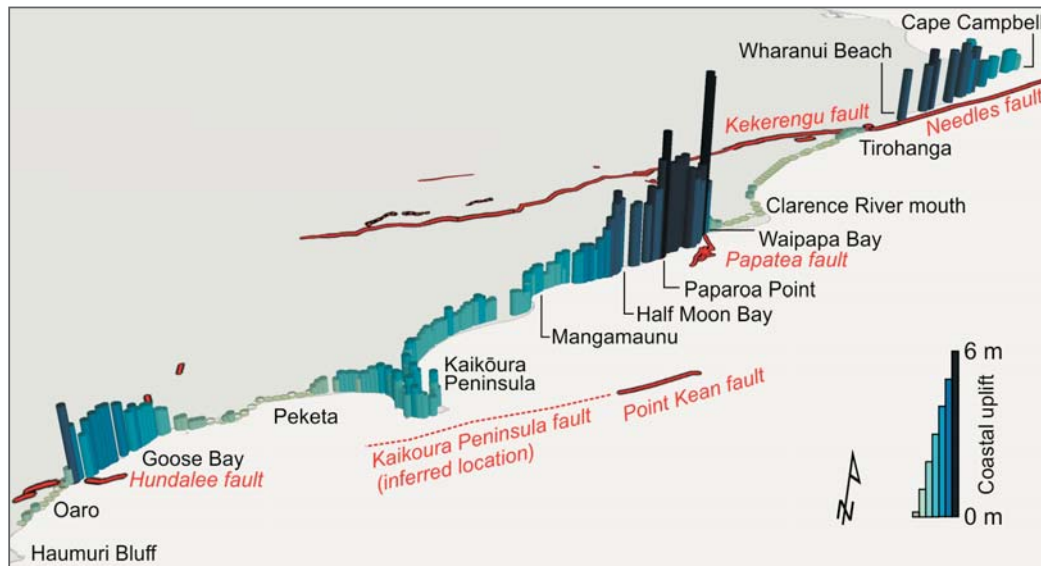 Cape Campbell
Wharanui Beach
Kekerengu fault
Needles fault
Tirohanga
Clarence River mouth
Waipapa Bay
Papatea fault
Paparoa Point
Half Moon Bay
Mangamaunu
Kaikōura
Peninsula
Point Kean fault
Kaikoura Peninsula fault
(inferred location)
Peketa
Goose Bay
Hundalee fault
Oaro
Haumuri Bluff
N
6 m
Coastal uplift
0 m